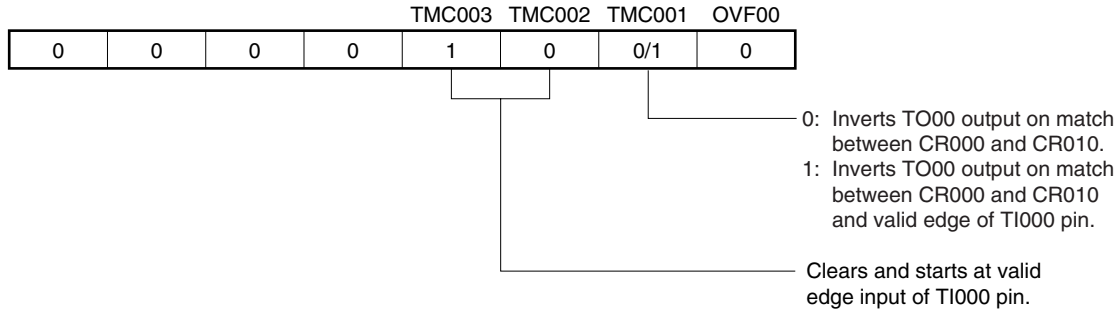 TMC003 TMC002 TMC001 OVF00
0 0 0 0 1 0 0/1 0
0: Inverts TO00 output on match
between CR000 and CR010.
1: Inverts TO00 output on match
between CR000 and CR010
and valid edge of TI000 pin.
Clears and starts at valid
edge input of TI000 pin.